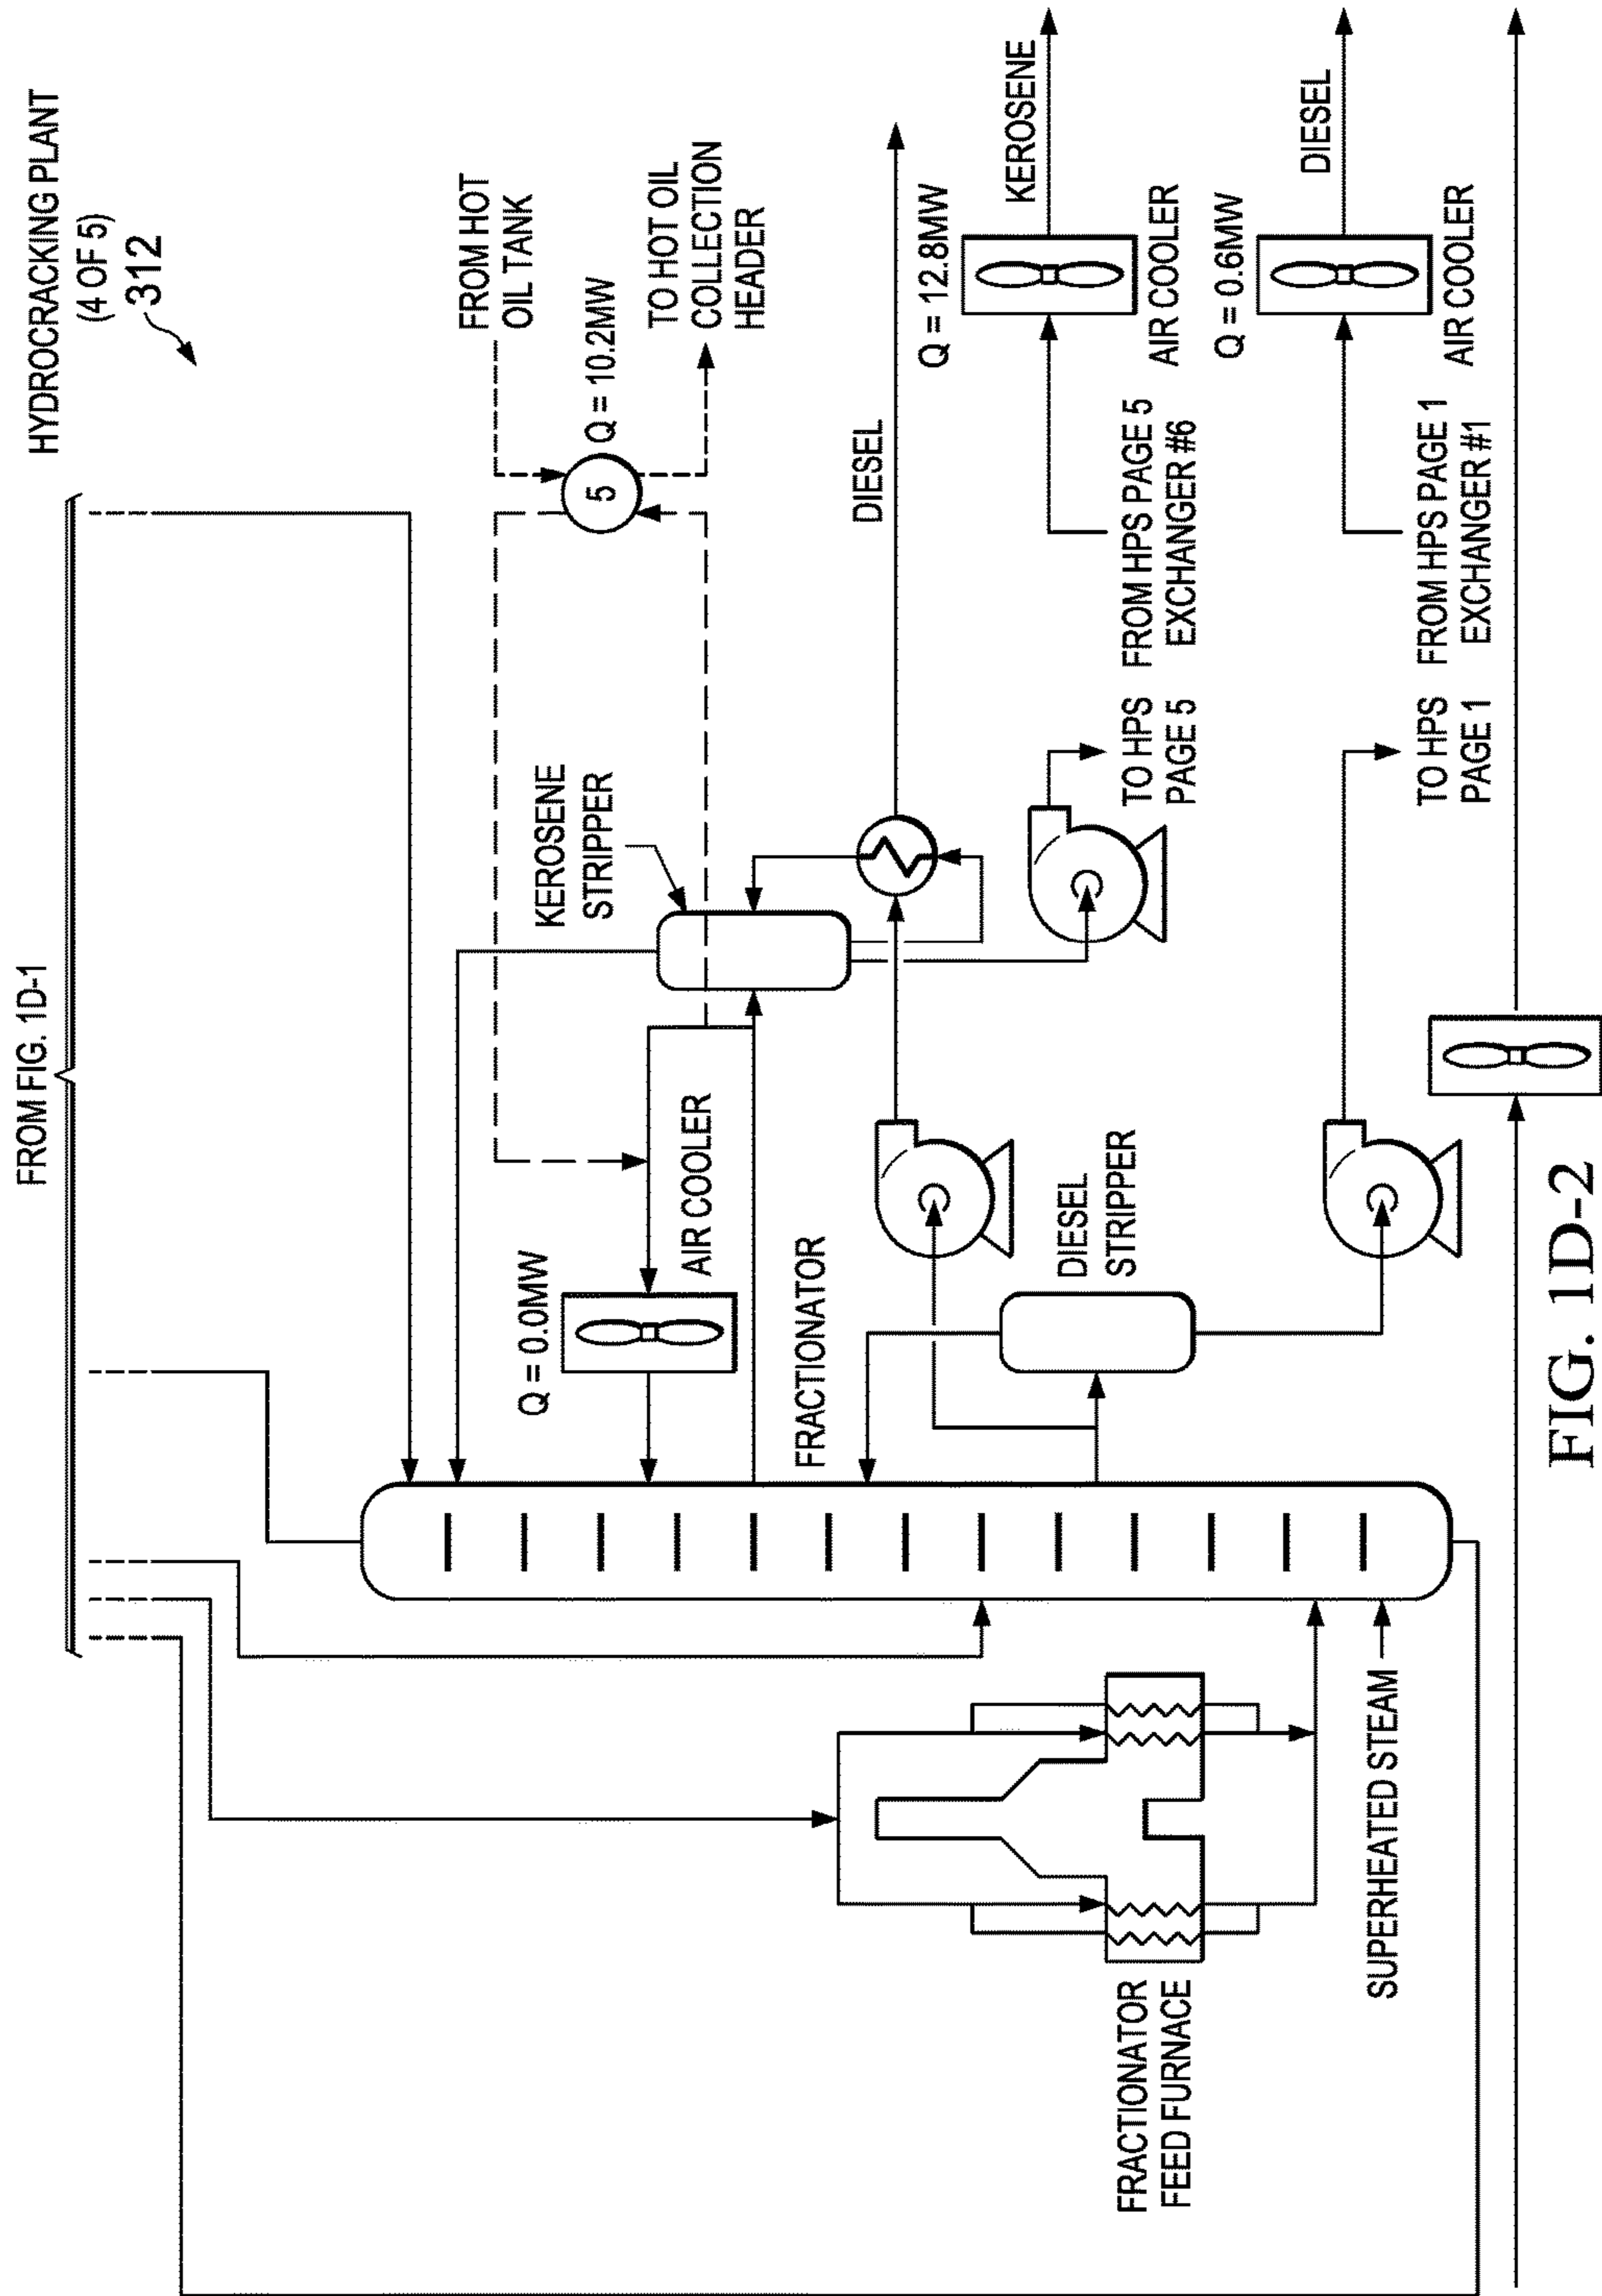 HYDROCRACKING PLANT
(4 OF 5)
312
FROM FIG. 1D-1
FROM HOT
OIL TANK
Q = 10.2MW
5
TO HOT OIL
COLLECTION
HEADER
KEROSENE
STRIPPER
Q = 0.0MW
AIR COOLER
FRACTIONATOR
DIESEL
Q = 12.8MW
KEROSENE
AIR COOLER
TO HPS
PAGE 5
FROM HPS PAGE 5
EXCHANGER #6
DIESEL
STRIPPER
Q = 0.6MW
DIESEL
AIR COOLER
TO HPS
PAGE 1
FROM HPS PAGE 1
EXCHANGER #1
FRACTIONATOR
FEED FURNACE
SUPERHEATED STEAM
FIG. 1D-2